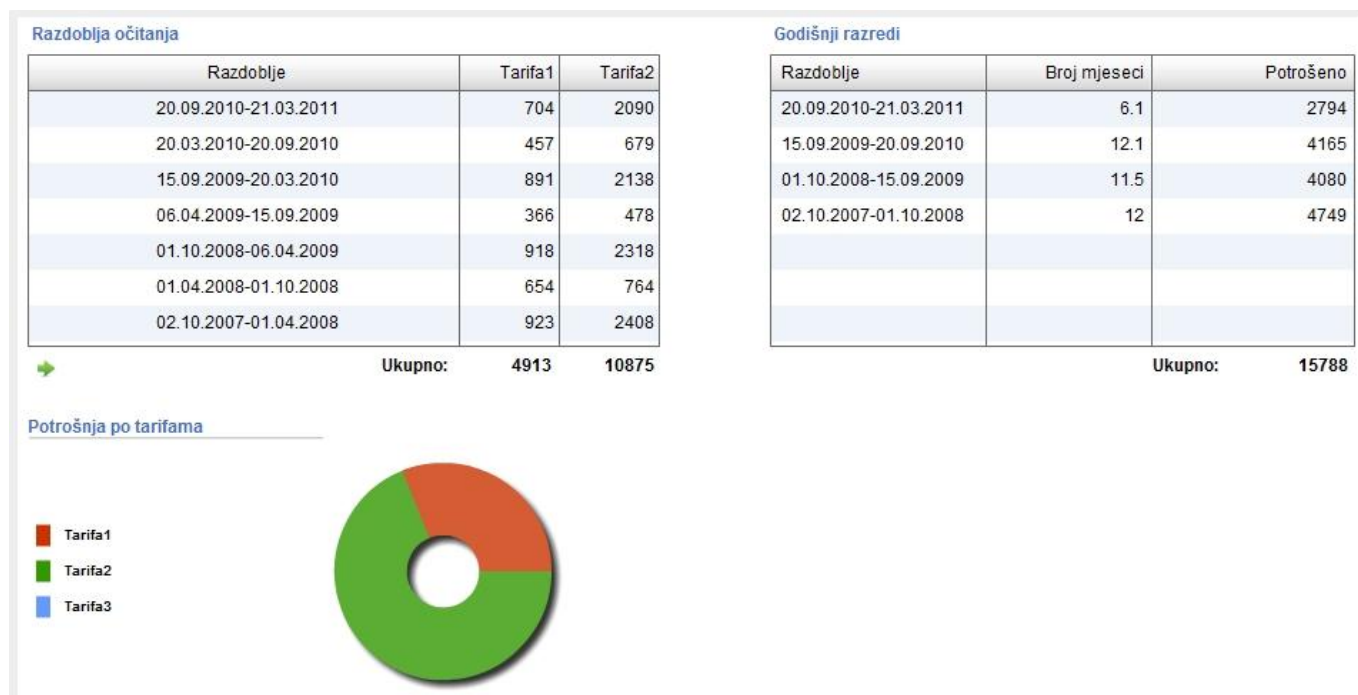 Razdoblja očitanja
Razdoblje Tarifa1 Tarifa2
20.09.2010-21.03.2011 704 2090
20.03.2010-20.09.2010 457 679
15.09.2009-20.03.2010 891 2138
06.04.2009-15.09.2009 366 478
01.10.2008-06.04.2009 918 2318
01.04.2008-01.10.2008 654 764
02.10.2007-01.04.2008 923 2408
Ukupno: 4913 10875
Godišnji razredi
Razdoblje Broj mjeseci Potrošeno
20.09.2010-21.03.2011 6.1 2794
15.09.2009-20.09.2010 12.1 4165
01.10.2008-15.09.2009 11.5 4080
02.10.2007-01.10.2008 12 4749
Ukupno: 15788
Potrošnja po tarifama
Tarifa1
Tarifa2
Tarifa3